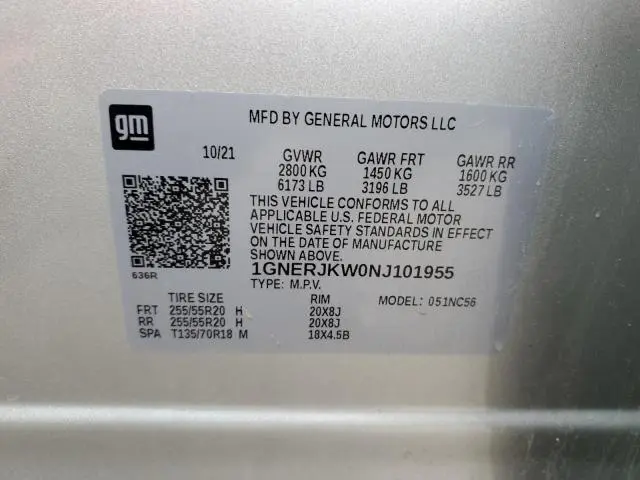 gm
MFD BY GENERAL MOTORS LLC
10/21 GVWR GAWR FRT GAWR RR
2800 KG 1450 KG 1600 KG
6173 LB 3196 LB 3527 LB
THIS VEHICLE CONFORMS TO ALL
APPLICABLE U.S. FEDERAL MOTOR
VEHICLE SAFETY STANDARDS IN EFFECT
ON THE DATE OF MANUFACTURE
SHOWN ABOVE.
636R
1GNERJKW0NJ101955
TYPE: M.P.V.
TIRE SIZE RIM MODEL: 051NC56
FRT 255/55R20 H 20X8J
RR 255/55R20 H 20X8J
SPA T135/70R18 M 18X4.5B